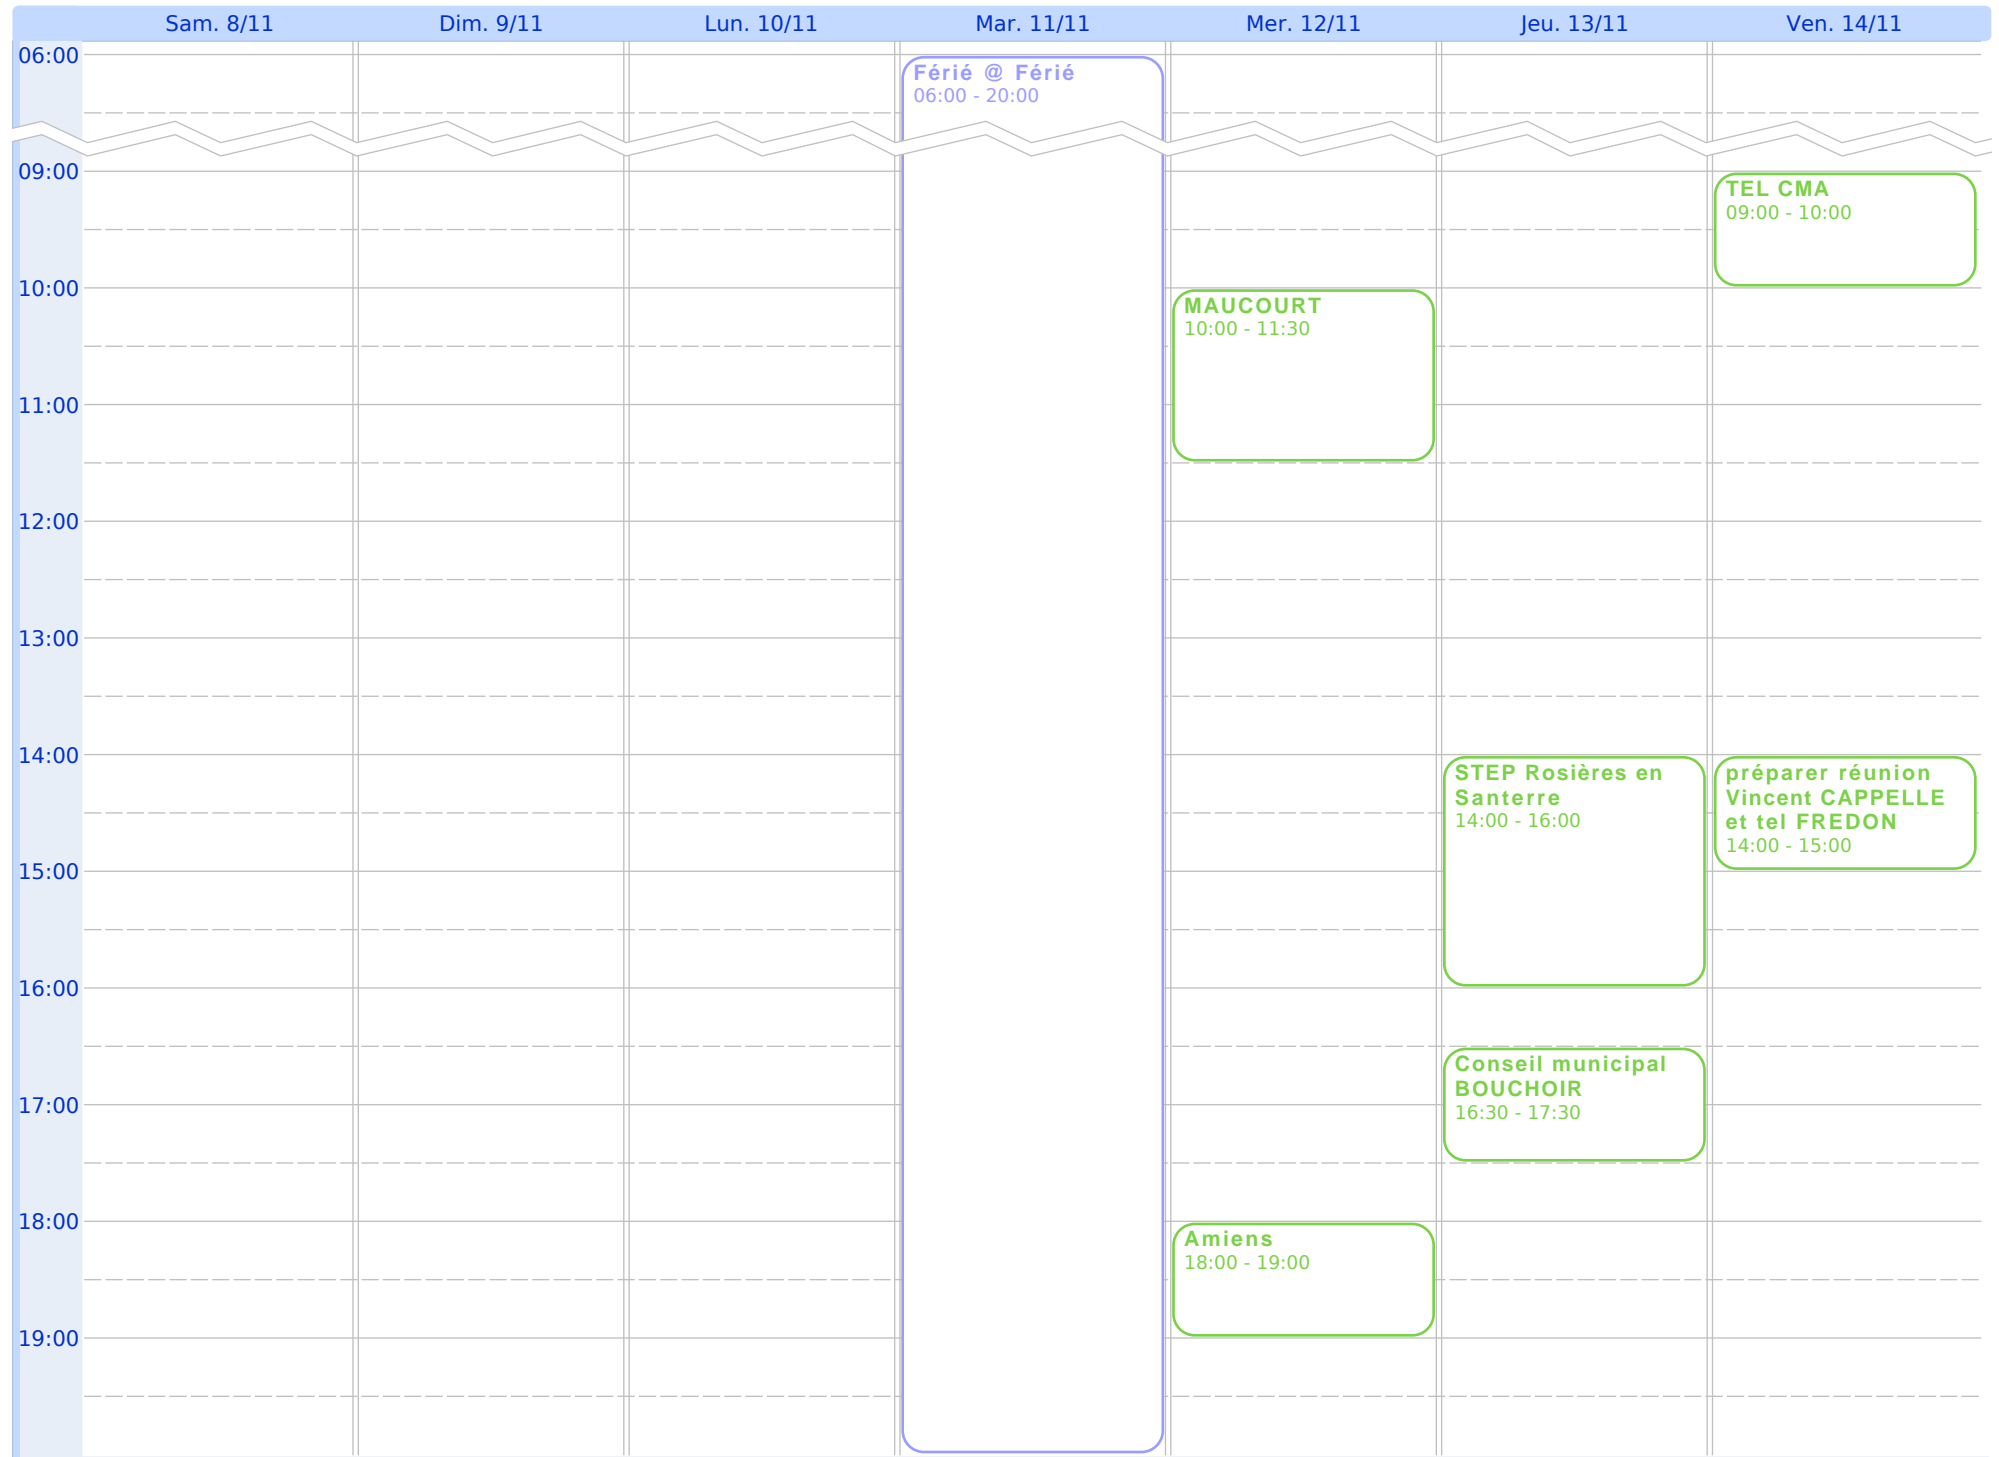 Sam. 8/11
Dim. 9/11
Lun. 10/11
Mar. 11/11
Mer. 12/11
Jeu. 13/11
Ven. 14/11
06:00
09:00
10:00
11:00
12:00
13:00
14:00
15:00
16:00
17:00
18:00
19:00
Férié @ Férié
06:00 - 20:00
MAUCOURT
10:00 - 11:30
Amiens
18:00 - 19:00
STEP Rosières en
Santerre
14:00 - 16:00
Conseil municipal
BOUCHOIR
16:30 - 17:30
TEL CMA
09:00 - 10:00
préparer réunion
Vincent CAPPELLE
et tel FREDON
14:00 - 15:00